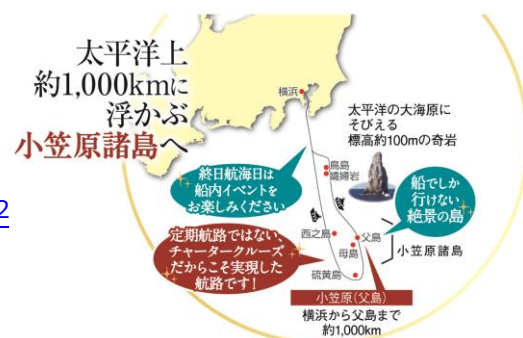 太平洋上
約1,000kmに
浮かぶ
小笠原諸島へ
横浜
太平洋の大海原に
そびえる
標高約100mの奇岩
鳥島
孀婦岩
終日航海日は
船内イベントを
お楽しみください
船でしか
行けない
絶景の島
2
定期航路ではない、
チャータークルーズ
だからこそ実現した
航路です!
西之島
父島
母島
小笠原諸島
硫黄島
小笠原(父島)
横浜から父島まで
約1,000km